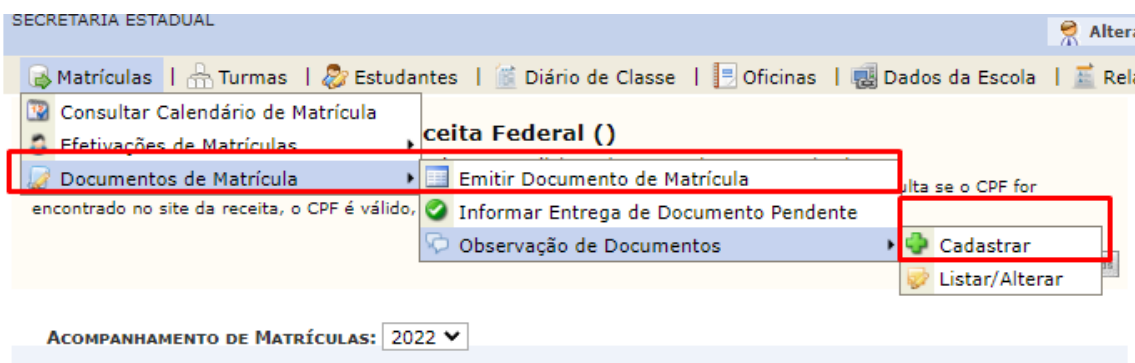 SECRETARIA ESTADUAL
Altera
Matrículas | Turmas | Estudantes | Diário de Classe | Oficinas | Dados da Escola | Rela
Consultar Calendário de Matrícula
Efetivações de Matrículas
ceita Federal ()
Documentos de Matrícula
Emitir Documento de Matrícula
ulta se o CPF for
encontrado no site da receita, o CPF é válido,
Informar Entrega de Documento Pendente
Observação de Documentos
Cadastrar
Listar/Alterar
ACOMPANHAMENTO DE MATRÍCULAS: 2022